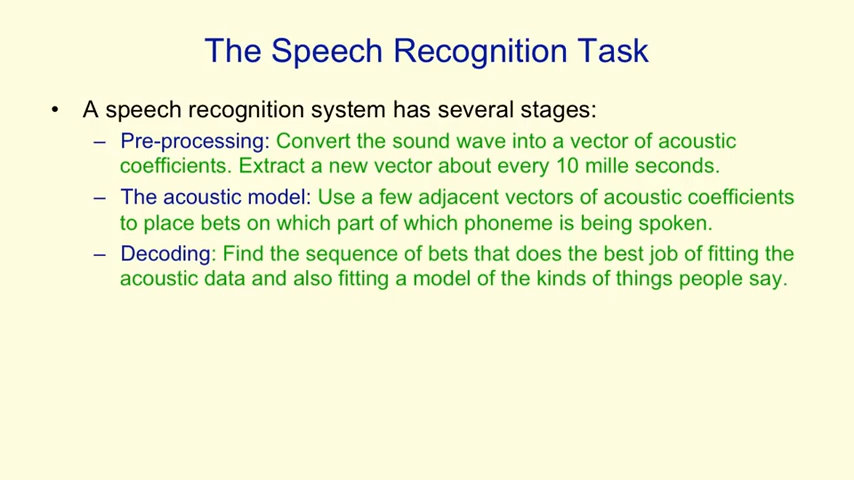 The Speech Recognition Task
• A speech recognition system has several stages:
– Pre-processing: Convert the sound wave into a vector of acoustic
coefficients. Extract a new vector about every 10 mille seconds.
– The acoustic model: Use a few adjacent vectors of acoustic coefficients
to place bets on which part of which phoneme is being spoken.
– Decoding: Find the sequence of bets that does the best job of fitting the
acoustic data and also fitting a model of the kinds of things people say.